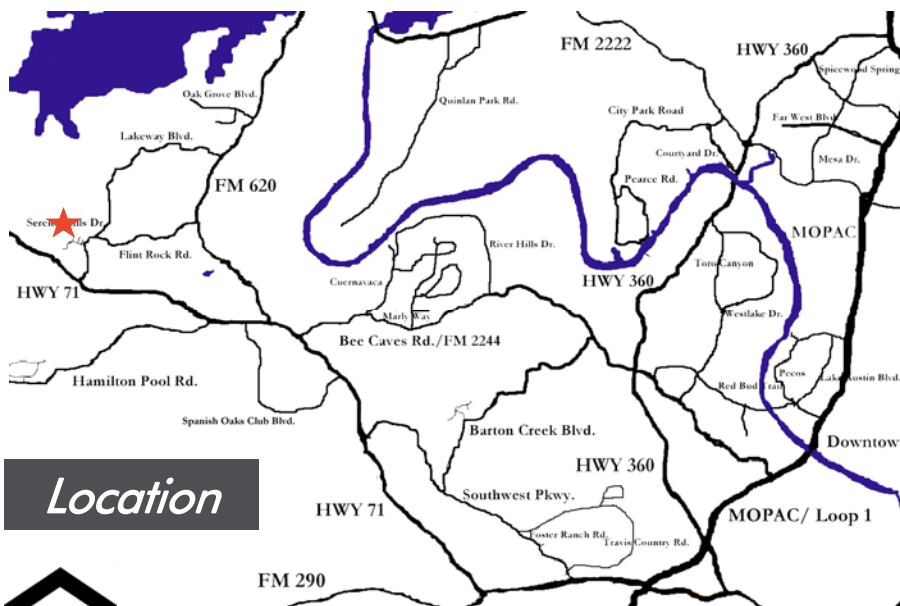 FM 2222
HWY 360
Spicewood Spring
Oak Grove Blvd.
Quinlan Park Rd.
City Park Road
Far West Blvd
Lakeway Blvd.
Courtyard Dr.
Mesa Dr.
Pearce Rd.
FM 620
Hills Dr.
MOPAC
Flint Rock Rd.
River Hills Dr.
Toro Canyon
Cuernavaca
HWY 360
HWY 71
Marly Way
Westlake Dr.
Bee Caves Rd./FM 2244
Pecos
Hamilton Pool Rd.
Red Bud Trail
Lake Austin Blvd.
Spanish Oaks Club Blvd.
Barton Creek Blvd.
Downtow
HWY 360
Location
Southwest Pkwy.
HWY 71
MOPAC/ Loop 1
Foster Ranch Rd.
Travis Country Rd.
FM 290